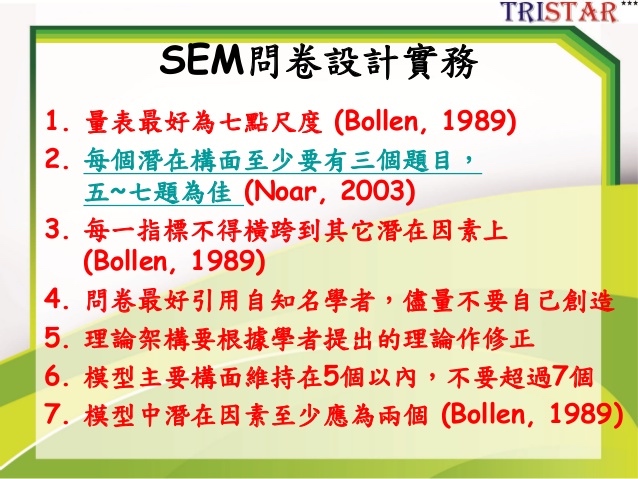 TRISTAR***
SEM問卷設計實務
1. 量表最好為七點尺度 (Bollen, 1989)
2. 每個潛在構面至少要有三個題目，
五~七題為佳 (Noar, 2003)
3. 每一指標不得橫跨到其它潛在因素上
(Bollen, 1989)
4. 問卷最好引用自知名學者，儘量不要自己創造
5. 理論架構要根據學者提出的理論作修正
6. 模型主要構面維持在5個以內，不要超過7個
7. 模型中潛在因素至少應為兩個 (Bollen, 1989)